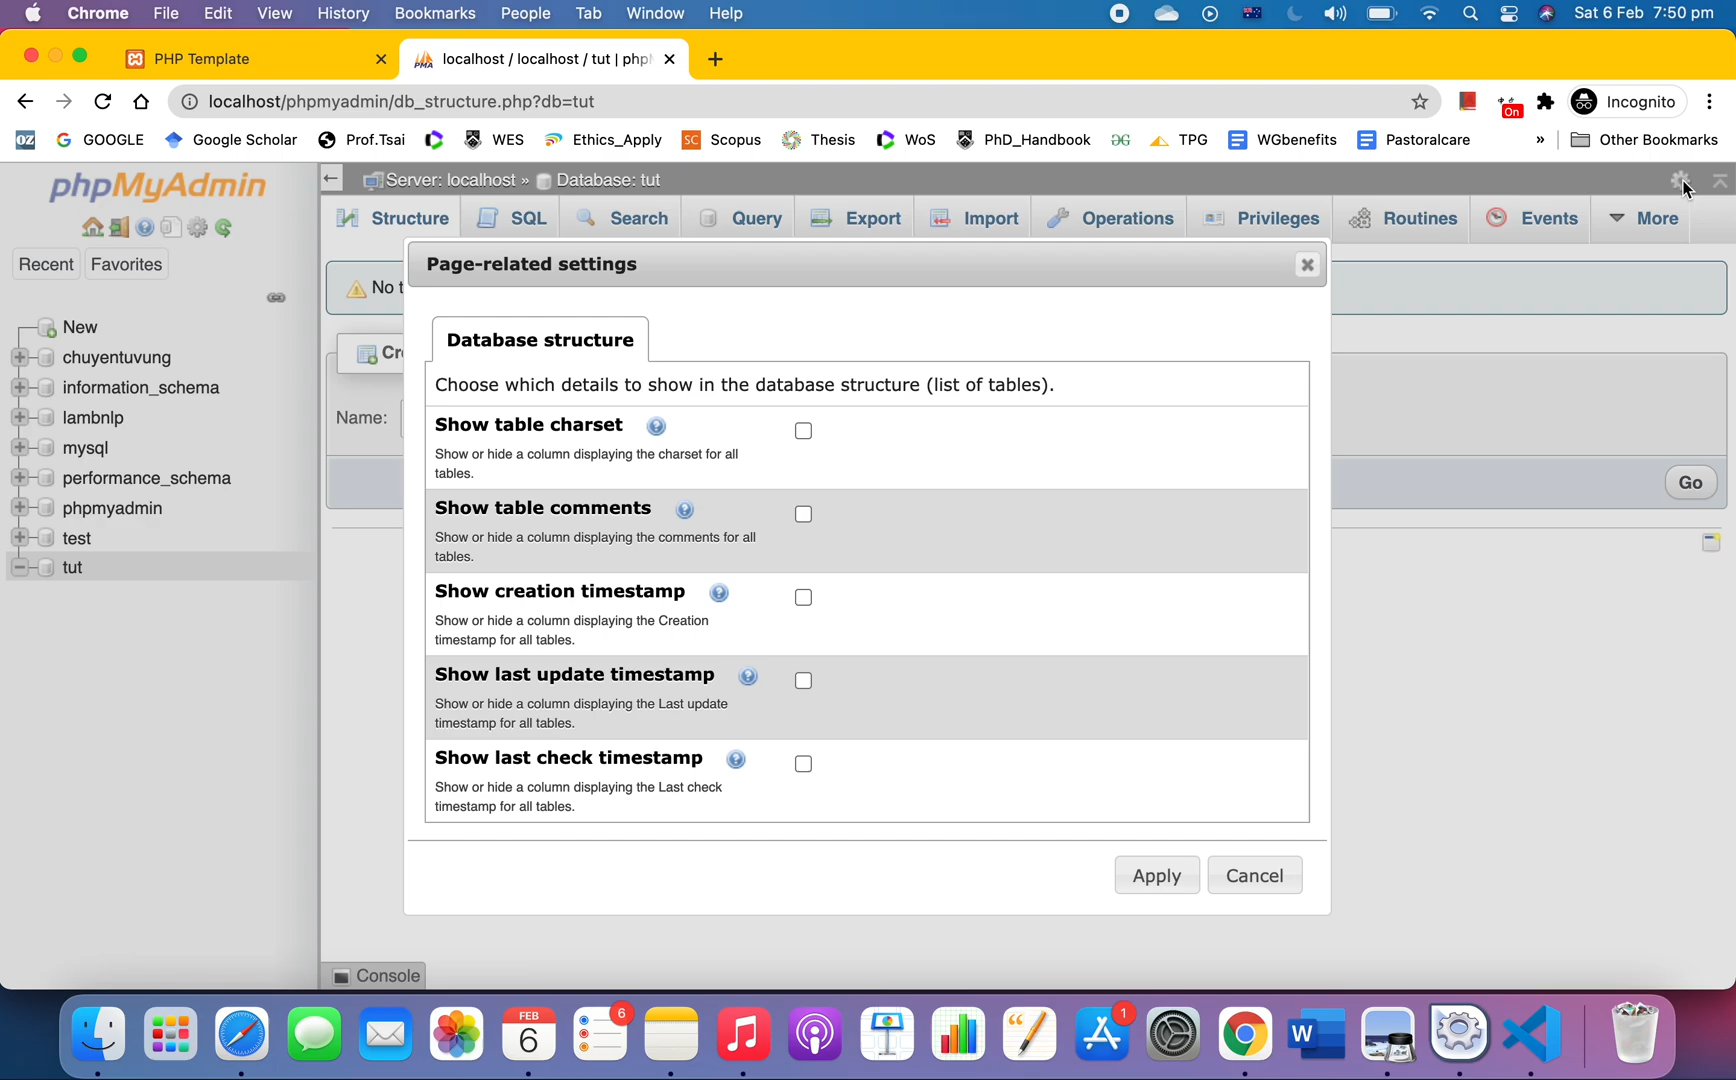 Chrome File Edit View History Bookmarks People Tab Window Help Sat 6 Feb 7:50 pm
PHP Template localhost / localhost / tut | php
localhost/phpmyadmin/db_structure.php?db=tut On Incognito
OZ GOOGLE Google Scholar Prof.Tsai WES Ethics_Apply SC Scopus Thesis WoS PhD_Handbook TPG WGbenefits Pastoralcare » Other Bookmarks
phpMyAdmin
Server: localhost » Database: tut
Structure SQL Search Query Export Import Operations Privileges Routines Events More
Recent Favorites
New
chuyentuvung
information_schema
lambnlp
mysql
performance_schema
phpmyadmin
test
tut
No t
Cr
Name:
Go
Page-related settings
Database structure
Choose which details to show in the database structure (list of tables).
Show table charset
Show or hide a column displaying the charset for all
tables.
Show table comments
Show or hide a column displaying the comments for all
tables.
Show creation timestamp
Show or hide a column displaying the Creation
timestamp for all tables.
Show last update timestamp
Show or hide a column displaying the Last update
timestamp for all tables.
Show last check timestamp
Show or hide a column displaying the Last check
timestamp for all tables.
Apply Cancel
Console
FEB
6
6
1
W